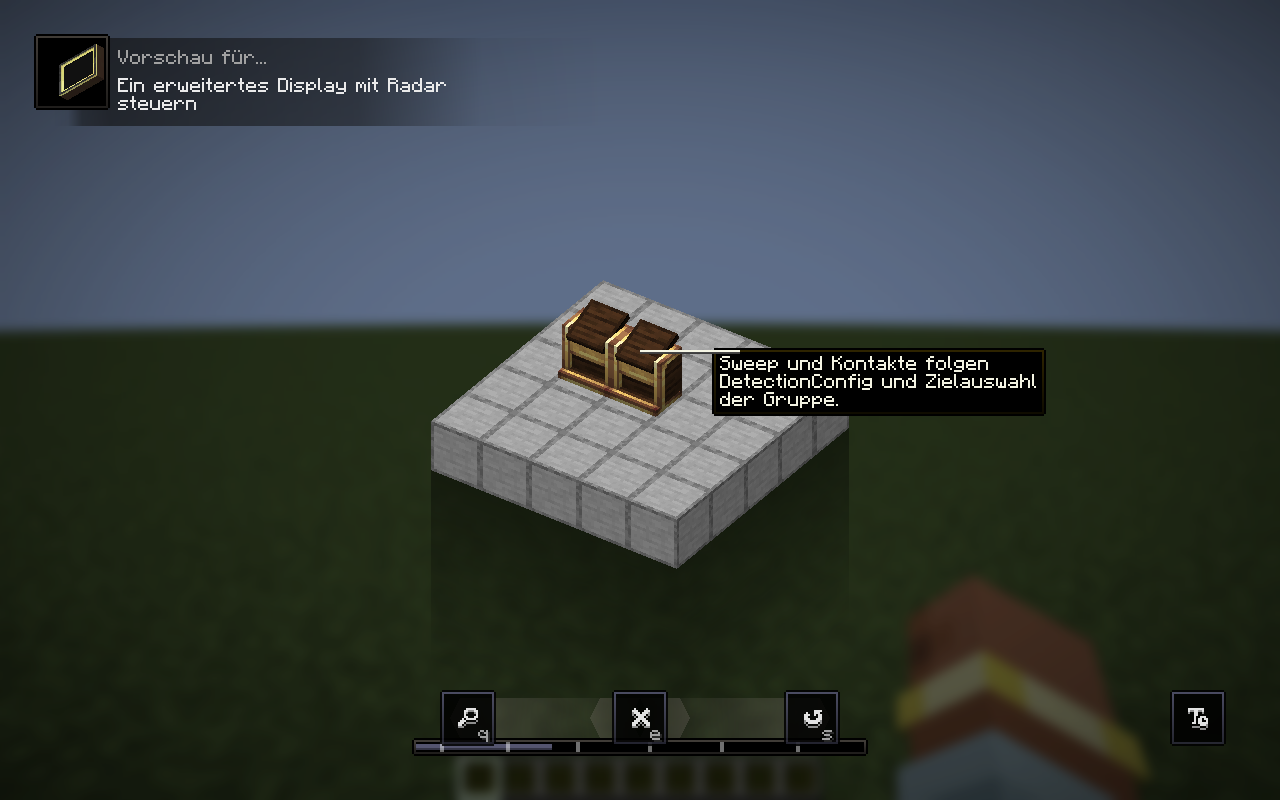 Vorschau für...
Ein erweitertes Display mit Radar
steuern
Sweep und Kontakte folgen
DetectionConfig und Zielauswahl
der Gruppe.
q
e
s